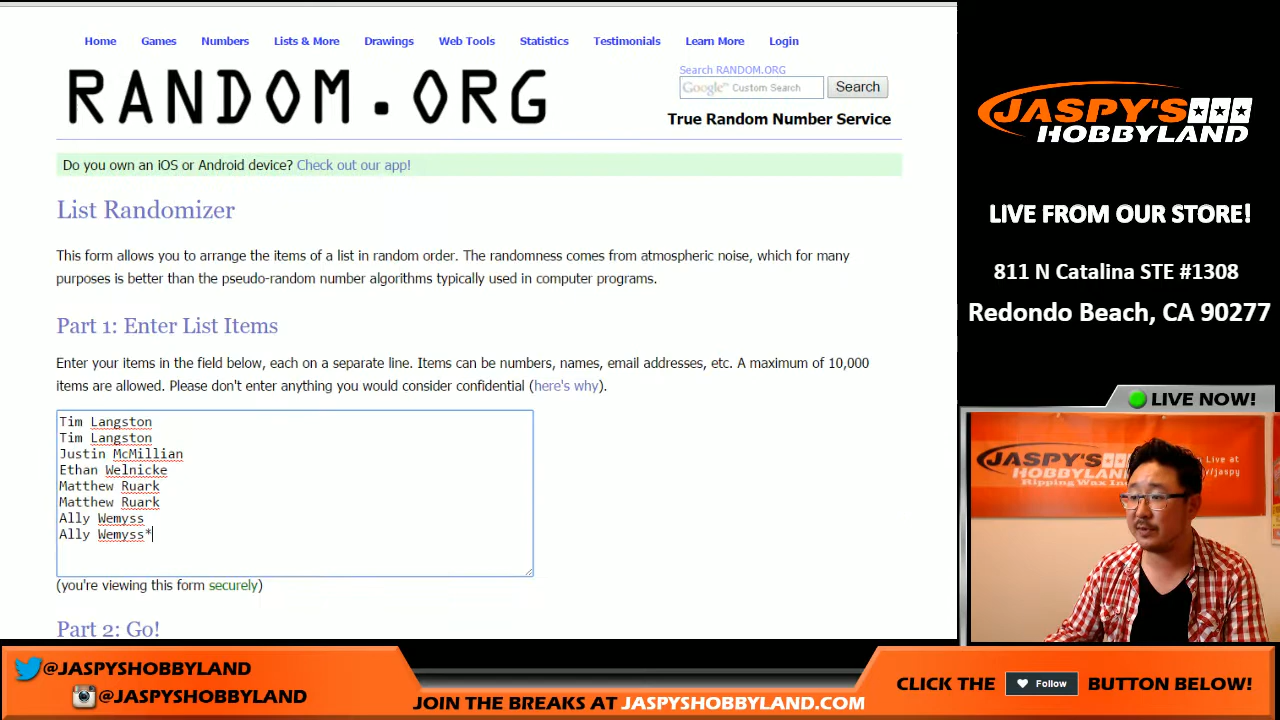 Home Games Numbers Lists & More Drawings Web Tools Statistics Testimonials Learn More Login
RANDOM.ORG
Search RANDOM.ORG
Google™ Custom Search Search
True Random Number Service
Do you own an iOS or Android device? Check out our app!
List Randomizer
This form allows you to arrange the items of a list in random order. The randomness comes from atmospheric noise, which for many
purposes is better than the pseudo-random number algorithms typically used in computer programs.
Part 1: Enter List Items
Enter your items in the field below, each on a separate line. Items can be numbers, names, email addresses, etc. A maximum of 10,000
items are allowed. Please don't enter anything you would consider confidential (here's why).
Tim Langston
Tim Langston
Justin McMillian
Ethan Welnicke
Matthew Ruark
Matthew Ruark
Ally Wemyss
Ally Wemyss*
(you're viewing this form securely)
Part 2: Go!
JASPY'S
HOBBYLAND
LIVE FROM OUR STORE!
811 N Catalina STE #1308
Redondo Beach, CA 90277
LIVE NOW!
JASPY'S
HOBBYLAND
Ripping Wax
Live at
/jaspy
@JASPYSHOBBYLAND
@JASPYSHOBBYLAND
JOIN THE BREAKS AT JASPYSHOBBYLAND.COM
CLICK THE Follow BUTTON BELOW!